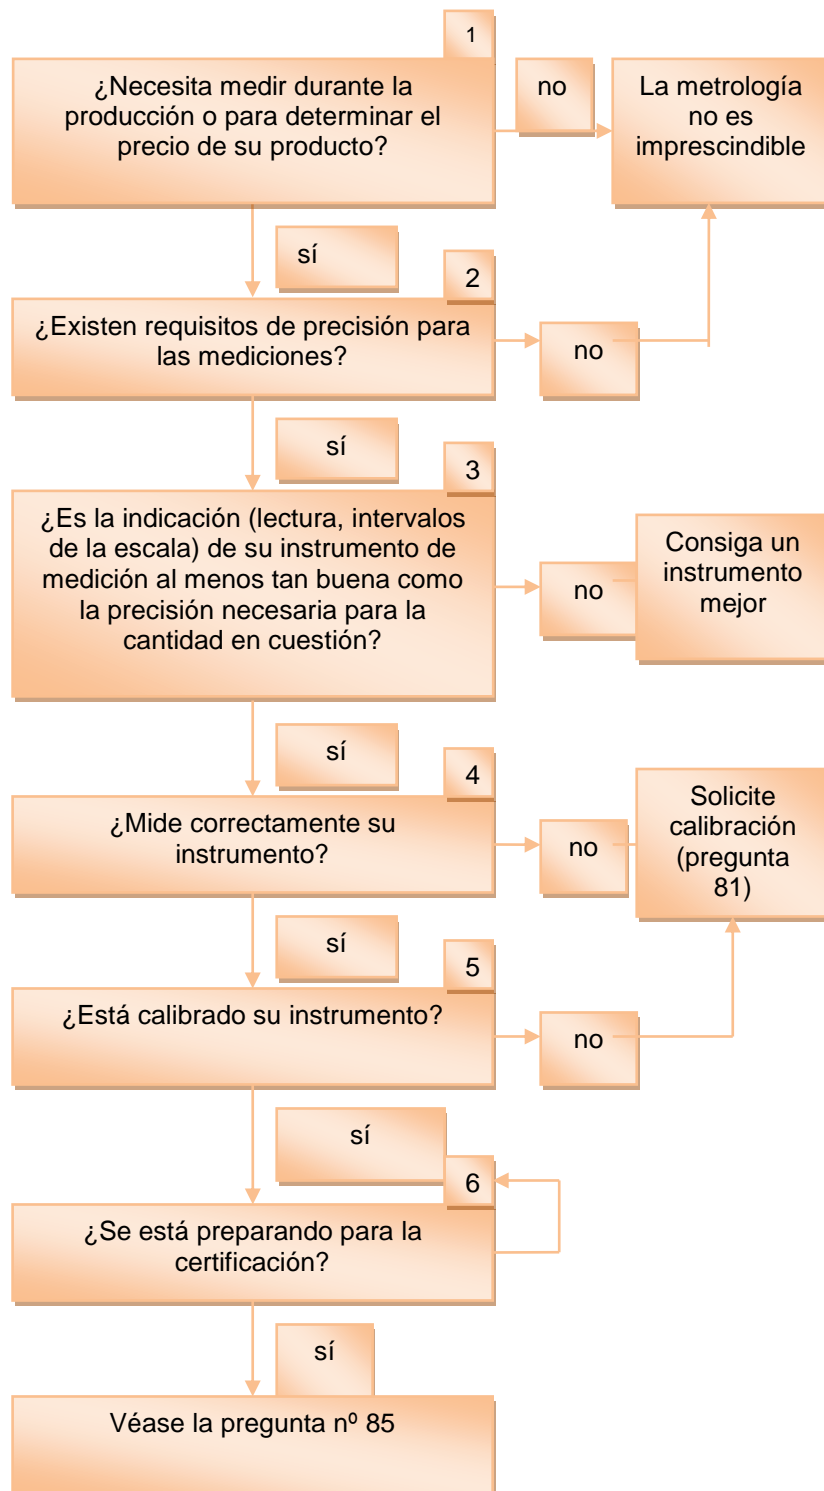 1
¿Necesita medir durante la
producción o para determinar el
precio de su producto?
no
La metrología
no es
imprescindible
sí
2
¿Existen requisitos de precisión para
las mediciones?
no
sí
3
¿Es la indicación (lectura, intervalos
de la escala) de su instrumento de
medición al menos tan buena como
la precisión necesaria para la
cantidad en cuestión?
no
Consiga un
instrumento
mejor
sí
4
¿Mide correctamente su
instrumento?
no
Solicite
calibración
(pregunta
81)
sí
5
¿Está calibrado su instrumento?
no
sí
6
¿Se está preparando para la
certificación?
sí
Véase la pregunta nº 85